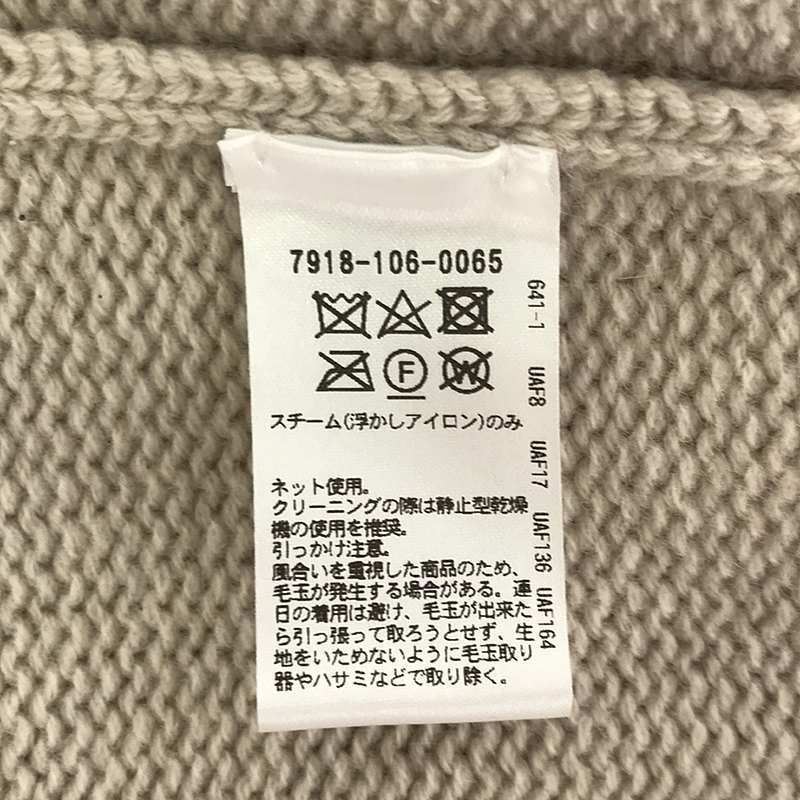 7918-106-0065
F
W
スチーム(浮かしアイロン)のみ
ネット使用。
クリーニングの際は静止型乾燥
機の使用を推奨。
引っかけ注意。
風合いを重視した商品のため、
毛玉が発生する場合がある。連
日の着用は避け、毛玉が出来た
ら引っ張って取ろうとせず、生
地をいためないように毛玉取り
器やハサミなどで取り除く。
641-1 UAF8 UAF17 UAF136 UAF164